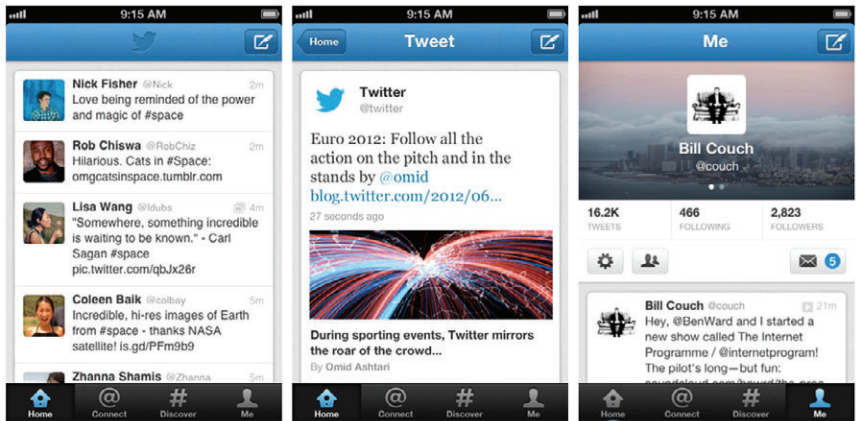 9:15 AM
Nick Fisher @Nick 2m
Love being reminded of the power
and magic of #space
Rob Chiswa @RobChiz 2m
Hilarious. Cats in #Space:
omgcatsinspace.tumblr.com
Lisa Wang @ldubs 4m
"Somewhere, something incredible
is waiting to be known." - Carl
Sagan #space
pic.twitter.com/qbJx26r
Coleen Baik @colbay 5m
Incredible, hi-res images of Earth
from #space - thanks NASA
satellite! is.gd/PFm9b9
Zhanna Shamis @Zhanna 5m
Home Connect Discover Me
9:15 AM
Home Tweet
Twitter
@twitter
Euro 2012: Follow all the
action on the pitch and in the
stands by @omid
blog.twitter.com/2012/06...
27 seconds ago
During sporting events, Twitter mirrors
the roar of the crowd...
By Omid Ashtari
Home Connect Discover Me
9:15 AM
Me
Bill Couch
@couch
16.2K 466 2,823
TWEETS FOLLOWING FOLLOWERS
5
Bill Couch @couch 21m
Hey, @BenWard and I started a
new show called The Internet
Programme / @internetprogram!
The pilot's long—but fun:
Home Connect Discover Me